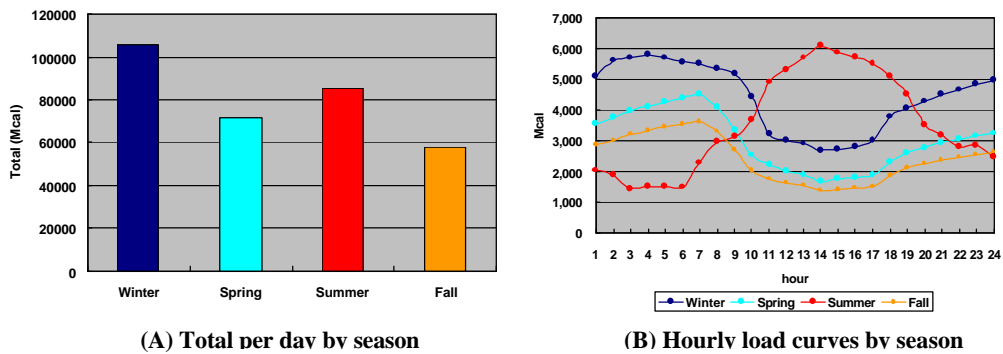 120000
100000
80000
60000
40000
20000
0
Total (Mcal)
Winter Spring Summer Fall
(A) Total per day by season
7,000
6,000
5,000
4,000
3,000
2,000
1,000
0
Mcal
1 2 3 4 5 6 7 8 9 10 11 12 13 14 15 16 17 18 19 20 21 22 23 24
hour
Winter Spring Summer Fall
(B) Hourly load curves by season